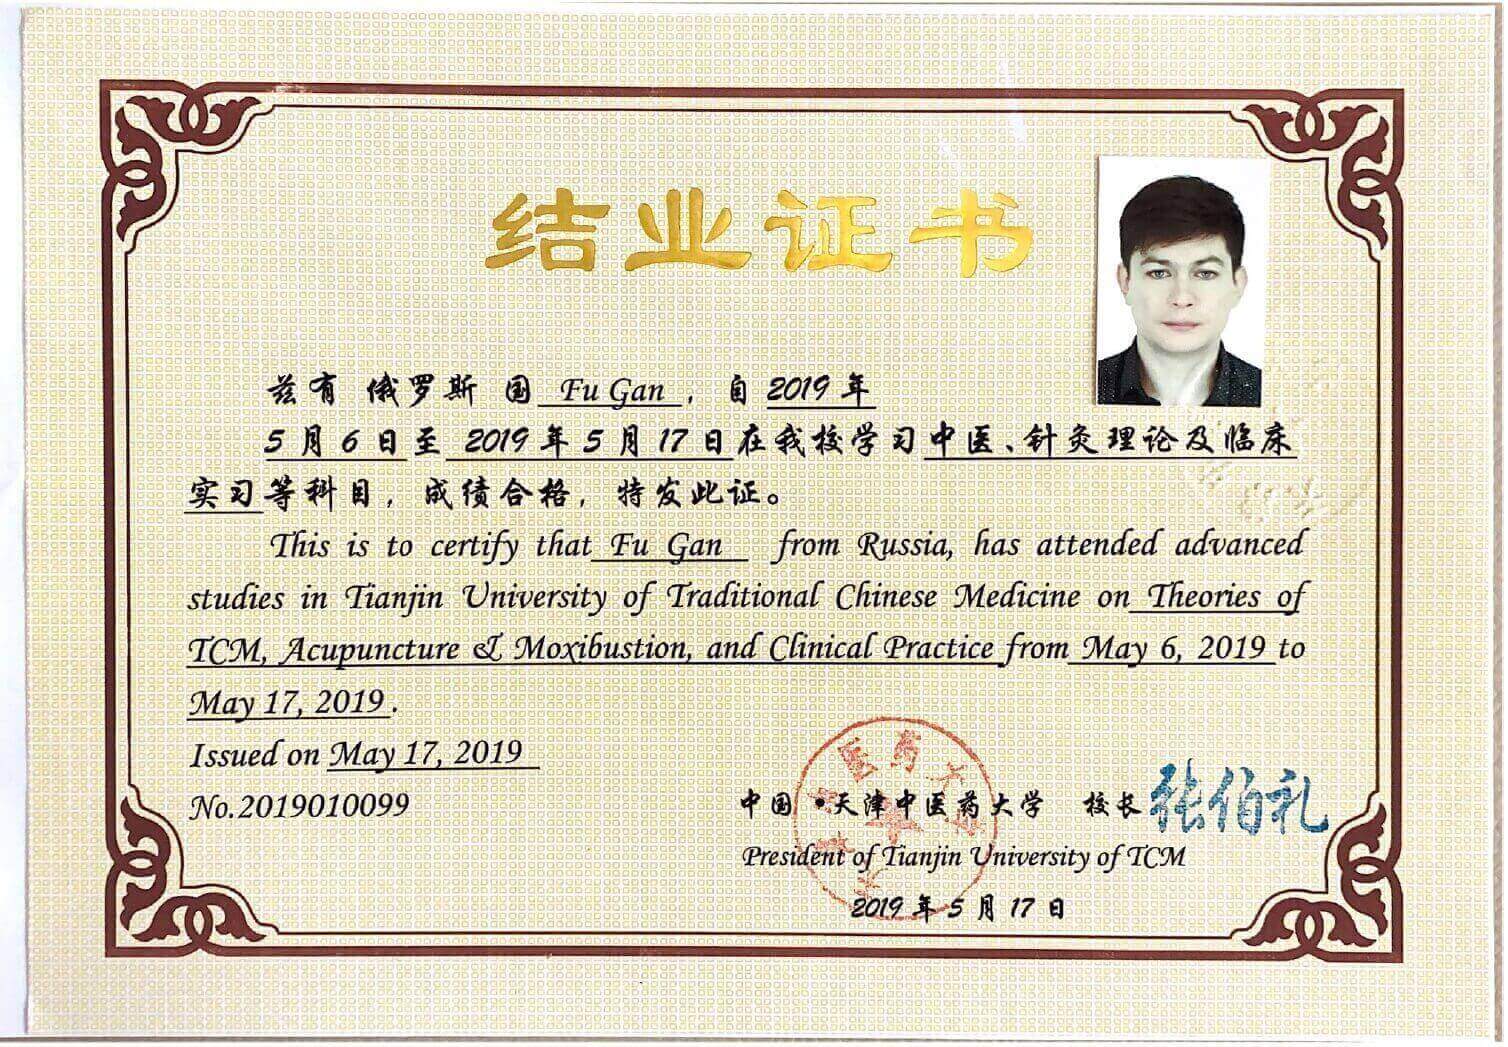 结业证书
兹有 俄罗斯 国 Fu Gan , 自 2019 年
5 月 6 日至 2019 年 5 月 17 日在我校学习中医、针灸理论及临床
实习等科目, 成绩合格, 特发此证。
This is to certify that Fu Gan from Russia, has attended advanced
studies in Tianjin University of Traditional Chinese Medicine on Theories of
TCM, Acupuncture & Moxibustion, and Clinical Practice from May 6, 2019 to
May 17, 2019 .
Issued on May 17, 2019
No.2019010099
中国 •天津中医药大学 校长 张伯礼
President of Tianjin University of TCM
2019 年 5 月 17 日